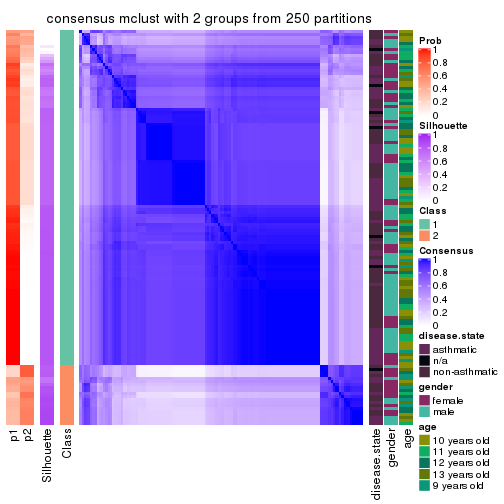 consensus mclust with 2 groups from 250 partitions
Prob
1
0.8
0.6
0.4
0.2
0
Silhouette
1
0.8
0.6
0.4
0.2
0
Class
1
2
Consensus
1
0.8
0.6
0.4
0.2
0
disease.state
asthmatic
n/a
non-asthmatic
gender
female
male
age
10 years old
11 years old
12 years old
13 years old
9 years old
p1
p2
Silhouette
Class
disease.state
gender
age